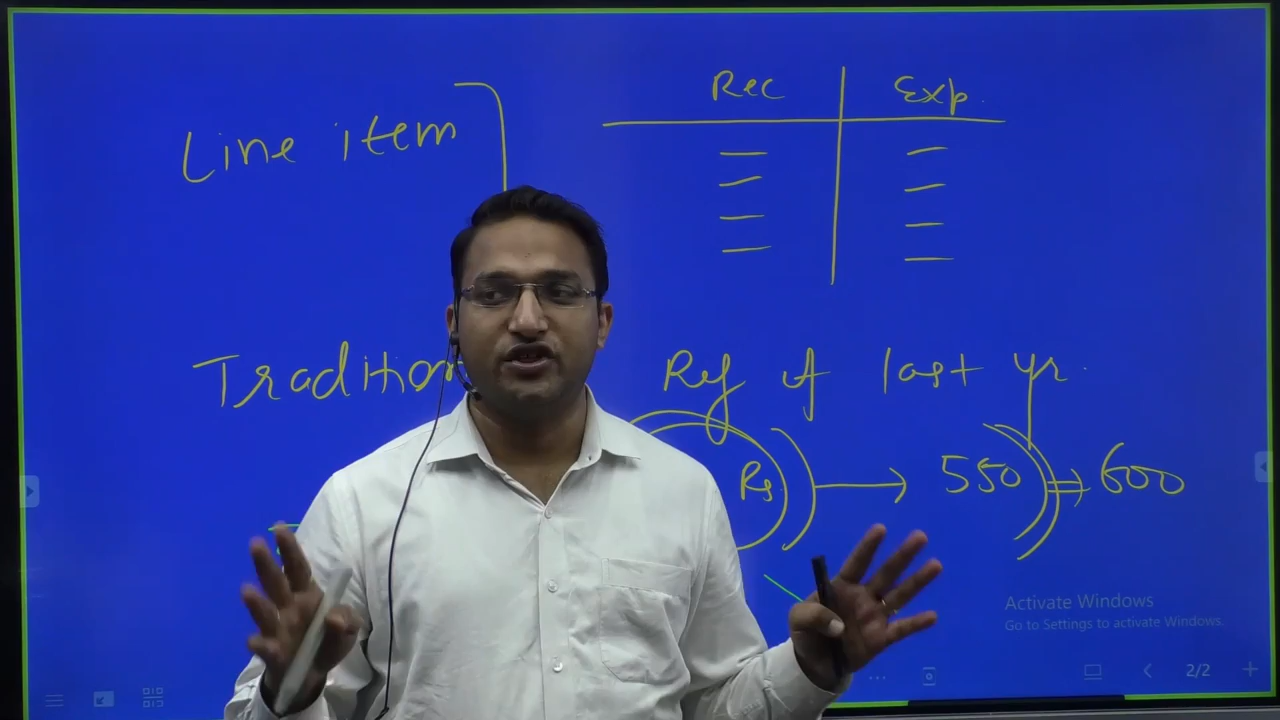 Rec Exp.
Line item
Tradition
Ref of last yr.
Rs → 550 ⇒ 600
Activate Windows
Go to Settings to activate Windows.
2/2